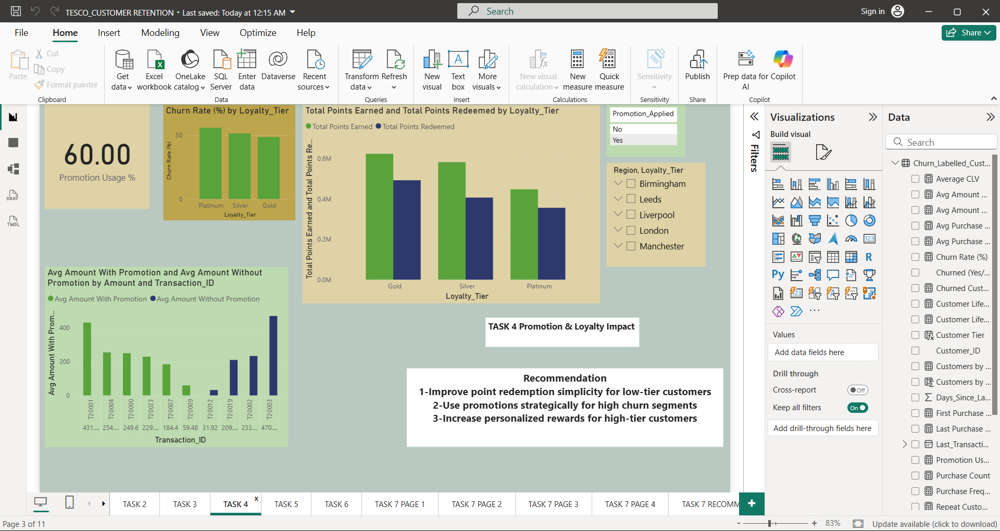 TESCO_CUSTOMER RETENTION • Last saved: Today at 12:15 AM
Search
Sign in
File
Home
Insert
Modeling
View
Optimize
Help
Share
Paste
Cut
Copy
Format painter
Clipboard
Get data
Excel workbook
OneLake catalog
SQL Server
Enter data
Dataverse
Recent sources
Data
Transform data
Refresh
Queries
New visual
Text box
More visuals
Insert
New visual calculation
New measure
Quick measure
Calculations
Sensitivity
Sensitivity
Publish
Share
Prep data for AI
Copilot
Copilot
DAX
TMDL
60.00
Promotion Usage %
Churn Rate (%) by Loyalty_Tier
Churn Rate (%)
50
0
Platinum
Silver
Gold
Loyalty_Tier
Total Points Earned and Total Points Redeemed by Loyalty_Tier
Total Points Earned
Total Points Redeemed
Total Points Earned and Total Points Re...
0.6M
0.4M
0.2M
0.0M
Gold
Silver
Platinum
Loyalty_Tier
Promotion_Applied
No
Yes
Region, Loyalty_Tier
Birmingham
Leeds
Liverpool
London
Manchester
Avg Amount With Promotion and Avg Amount Without
Promotion by Amount and Transaction_ID
Avg Amount With Promotion
Avg Amount Without Promotion
Avg Amount With Prom...
400
200
0
T20001
T20004
T20000
T20023
T20007
T20009
T20012
T20019
T20002
T20003
431....
254....
249.6
229....
184.4
59.48
31.92
209....
233....
470....
Transaction_ID
TASK 4 Promotion & Loyalty Impact
Recommendation
1-Improve point redemption simplicity for low-tier customers
2-Use promotions strategically for high churn segments
3-Increase personalized rewards for high-tier customers
Filters
Visualizations
Build visual
123
R
Py
123
Values
Add data fields here
Drill through
Cross-report
Off
Keep all filters
On
Add drill-through fields here
Data
Search
Churn_Labelled_Cust...
Average CLV
Avg Amount ...
Avg Amount ...
Avg Purchase ...
Avg Purchase ...
Churn Rate (%)
Churned (Yes/...
Churned Cust...
Customer Life...
Customer Life...
Customer Tier
Customer_ID
Customers by ...
Customers by ...
Days_Since_La...
First Purchase ...
Last Purchase ...
Last_Transacti...
Promotion Us...
Purchase Count
Purchase Freq...
Repeat Custo...
TASK 2
TASK 3
TASK 4
x
TASK 5
TASK 6
TASK 7 PAGE 1
TASK 7 PAGE 2
TASK 7 PAGE 3
TASK 7 PAGE 4
TASK 7 RECOMM
+
Page 3 of 11
- + 83%
Update available (click to download)